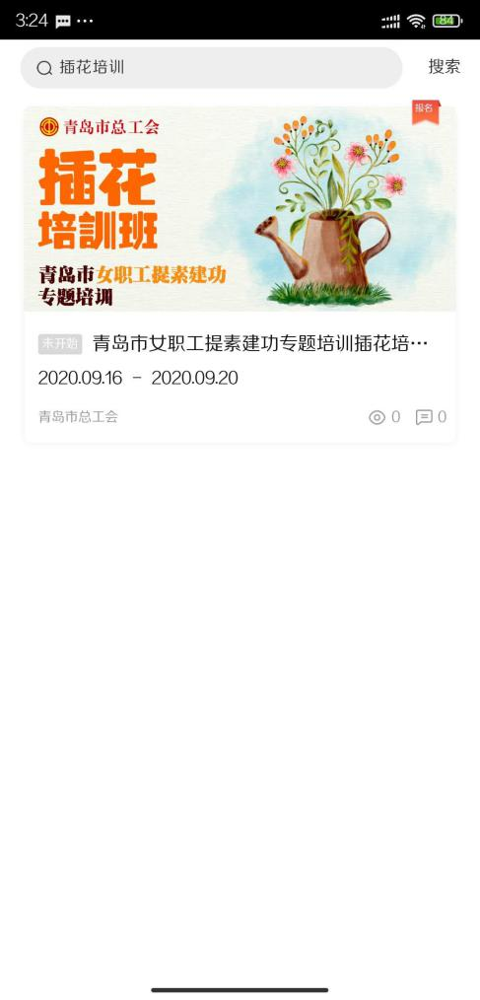 3:24
84
插花培训
搜索
报名
青岛市总工会
插花
培訓班
青岛市女职工提素建功
专题培训
未开始 青岛市女职工提素建功专题培训插花培…
2020.09.16 - 2020.09.20
青岛市总工会
0 0